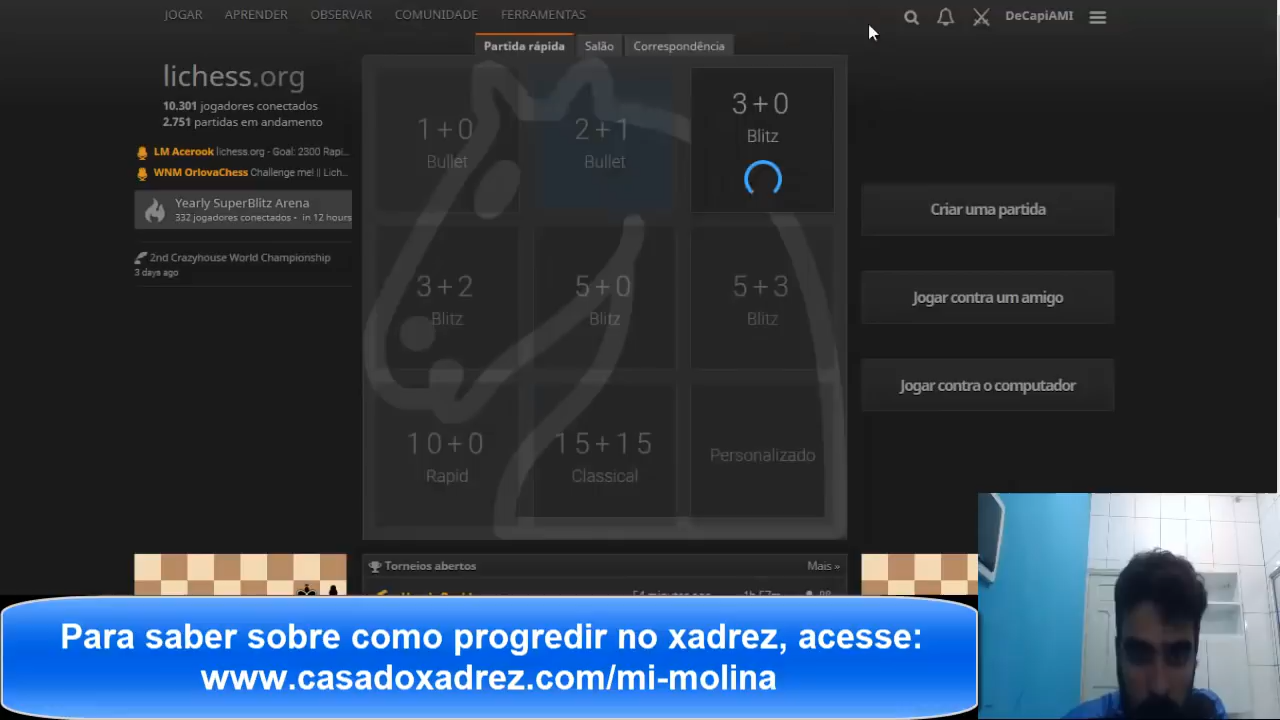 JOGAR APRENDER OBSERVAR COMUNIDADE FERRAMENTAS DeCapiAMI
Partida rápida Salão Correspondência
lichess.org
10.301 jogadores conectados
2.751 partidas em andamento
LM Acerook lichess.org - Goal: 2300 Rapi...
WNM OrlovaChess Challenge me! || Lich...
Yearly SuperBlitz Arena
332 jogadores conectados • in 12 hours
2nd Crazyhouse World Championship
3 days ago
1+0
Bullet
2+1
Bullet
3+0
Blitz
3+2
Blitz
5+0
Blitz
5+3
Blitz
10+0
Rapid
15+15
Classical
Personalizado
Criar uma partida
Jogar contra um amigo
Jogar contra o computador
Torneios abertos Mais »
Para saber sobre como progredir no xadrez, acesse:
www.casadoxadrez.com/mi-molina